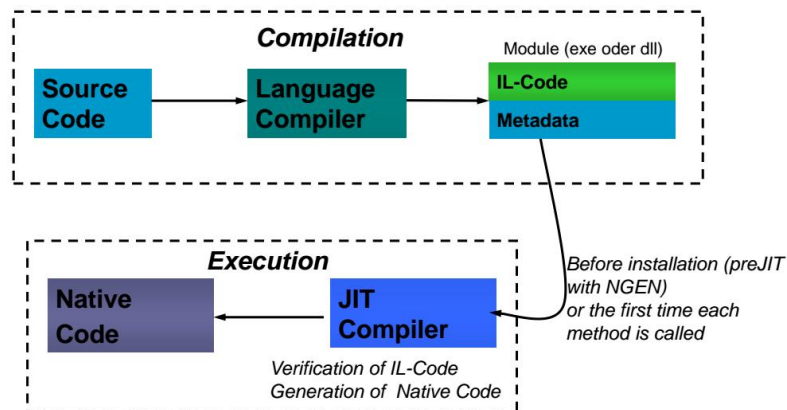 Compilation
Module (exe oder dll)
Source
Code
Language
Compiler
IL-Code
Metadata
Execution
Before installation (preJIT
with NGEN)
or the first time each
method is called
Native
Code
JIT
Compiler
Verification of IL-Code
Generation of Native Code